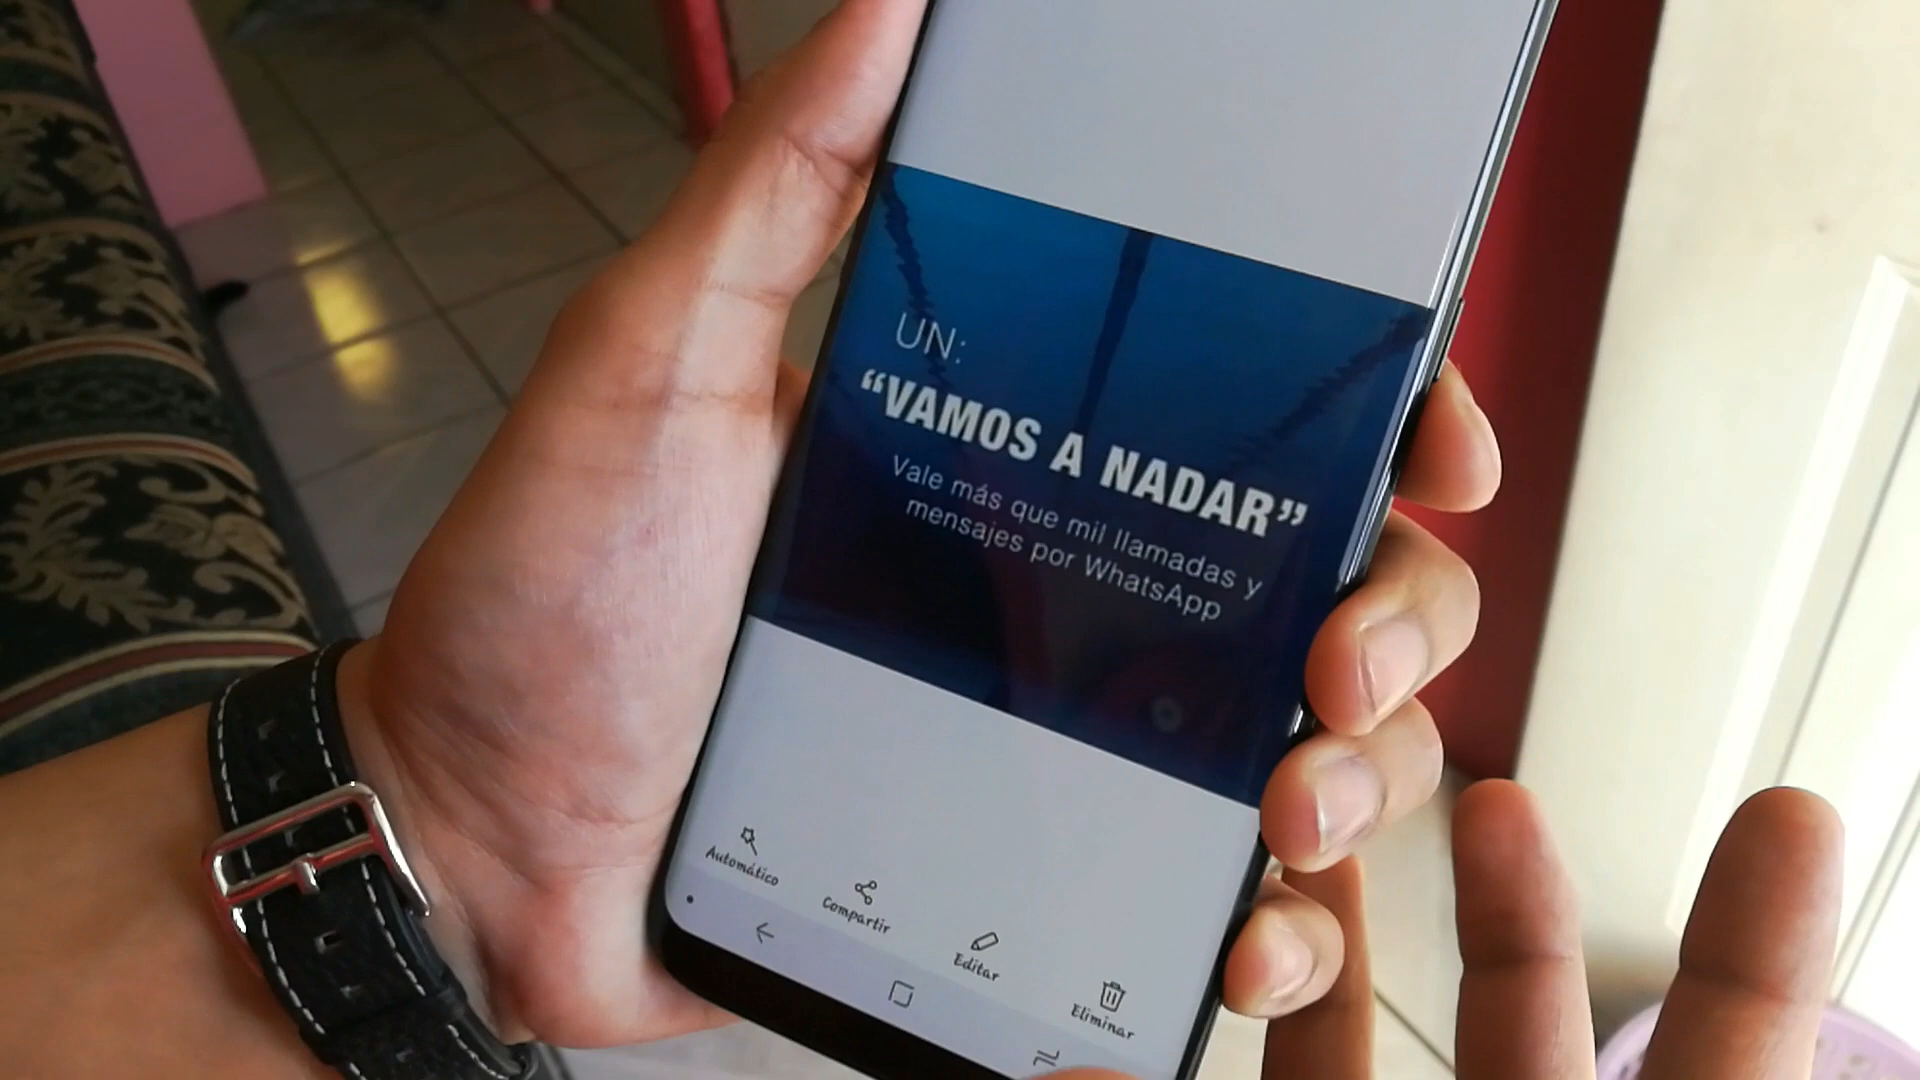 UN:
“VAMOS A NADAR”
Vale más que mil llamadas y
mensajes por WhatsApp
Automático
Compartir
Editar
Eliminar